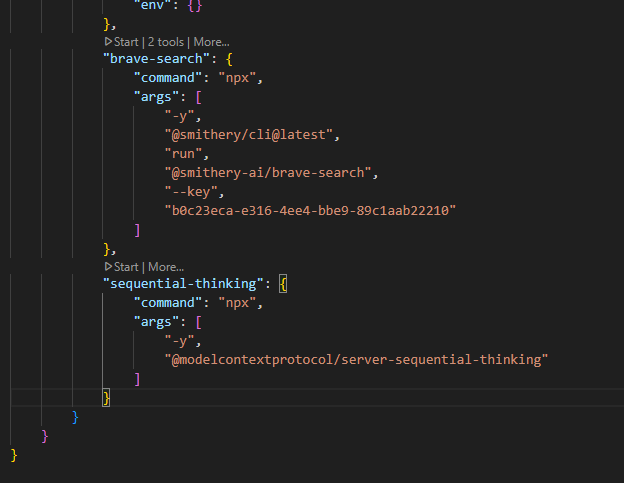 "env": {}
},
Start | 2 tools | More...
"brave-search": {
"command": "npx",
"args": [
"-y",
"@smithery/cli@latest",
"run",
"@smithery-ai/brave-search",
"--key",
"b0c23eca-e316-4ee4-bbe9-89c1aab22210"
]
},
Start | More...
"sequential-thinking": {
"command": "npx",
"args": [
"-y",
"@modelcontextprotocol/server-sequential-thinking"
]
}
}
}
}